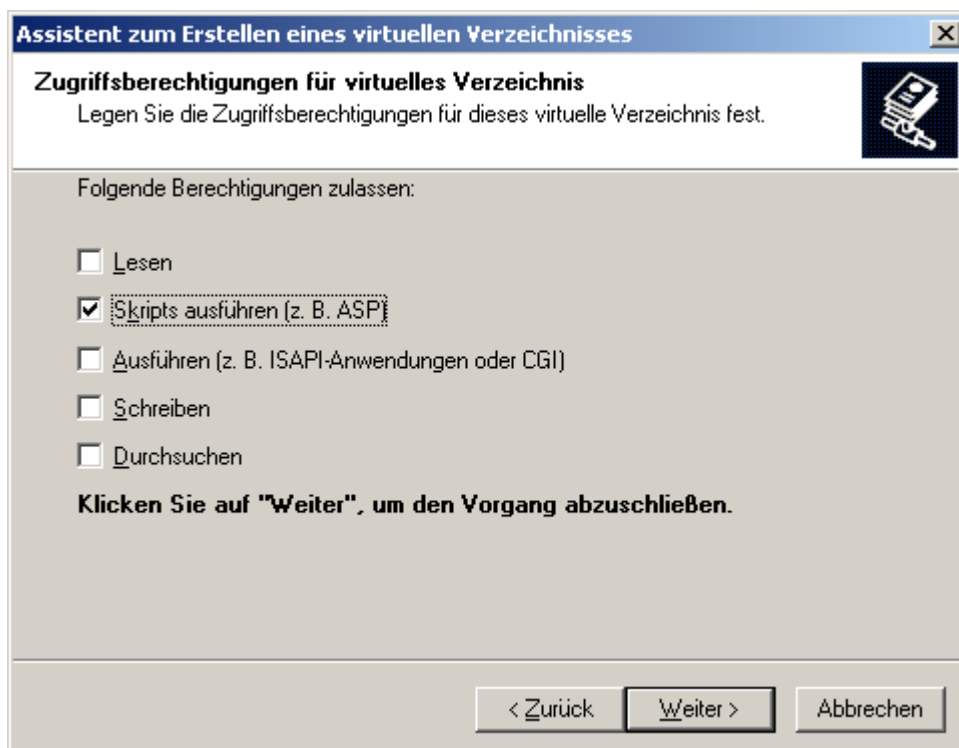 Assistent zum Erstellen eines virtuellen Verzeichnisses
Zugriffsberechtigungen für virtuelles Verzeichnis
Legen Sie die Zugriffsberechtigungen für dieses virtuelle Verzeichnis fest.
Folgende Berechtigungen zulassen:
Lesen
Skripts ausführen (z. B. ASP)
Ausführen (z. B. ISAPI-Anwendungen oder CGI)
Schreiben
Durchsuchen
Klicken Sie auf "Weiter", um den Vorgang abzuschließen.
< Zurück Weiter > Abbrechen